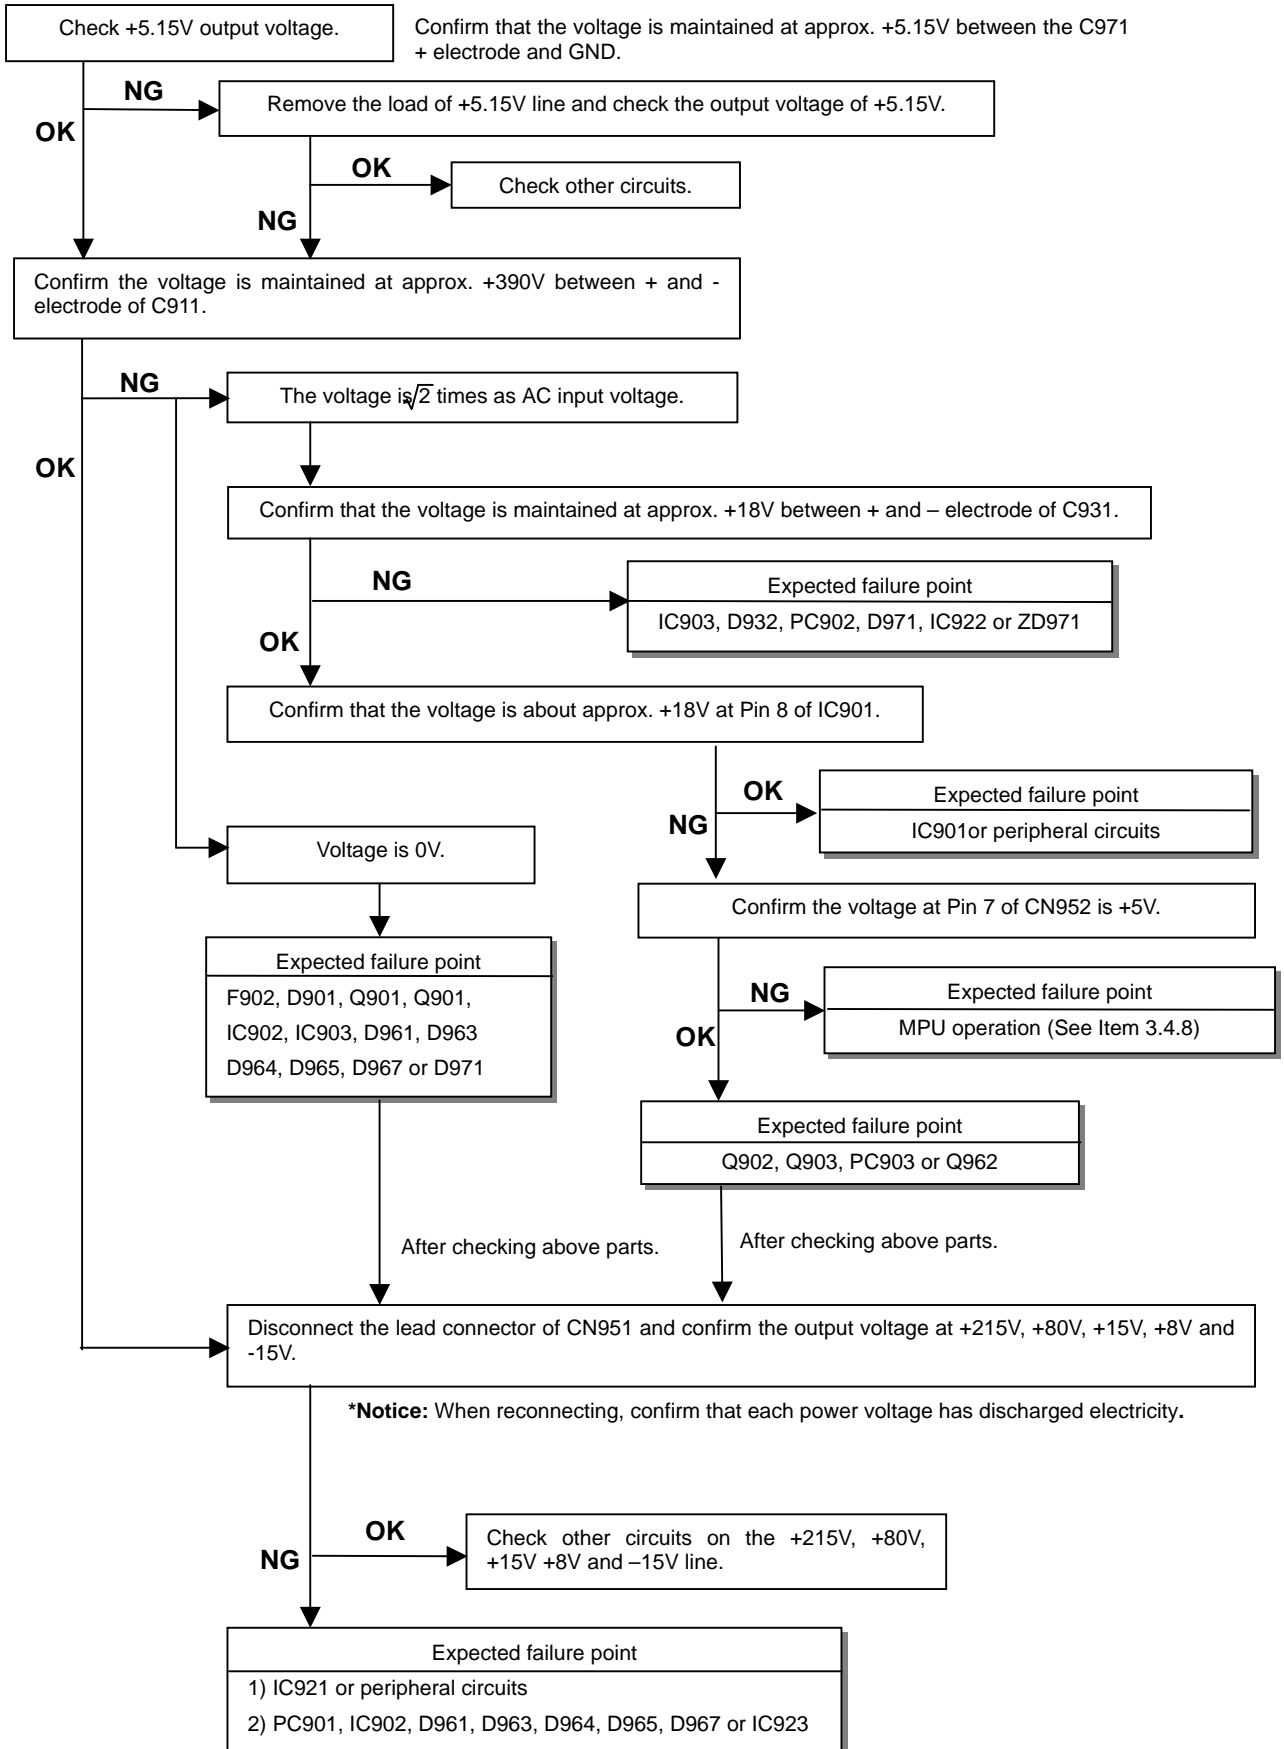 Check +5.15V output voltage.
Confirm that the voltage is maintained at approx. +5.15V between the C971
+ electrode and GND.
NG
Remove the load of +5.15V line and check the output voltage of +5.15V.
OK
OK
Check other circuits.
NG
Confirm the voltage is maintained at approx. +390V between + and -
electrode of C911.
NG
The voltage is√2 times as AC input voltage.
OK
Confirm that the voltage is maintained at approx. +18V between + and – electrode of C931.
NG
Expected failure point
IC903, D932, PC902, D971, IC922 or ZD971
OK
Confirm that the voltage is about approx. +18V at Pin 8 of IC901.
OK
Expected failure point
IC901or peripheral circuits
NG
Voltage is 0V.
Confirm the voltage at Pin 7 of CN952 is +5V.
Expected failure point
F902, D901, Q901, Q901,
IC902, IC903, D961, D963
D964, D965, D967 or D971
NG
Expected failure point
MPU operation (See Item 3.4.8)
OK
Expected failure point
Q902, Q903, PC903 or Q962
After checking above parts.
After checking above parts.
Disconnect the lead connector of CN951 and confirm the output voltage at +215V, +80V, +15V, +8V and
-15V.
*Notice: When reconnecting, confirm that each power voltage has discharged electricity.
OK
Check other circuits on the +215V, +80V,
+15V +8V and –15V line.
NG
Expected failure point
1) IC921 or peripheral circuits
2) PC901, IC902, D961, D963, D964, D965, D967 or IC923